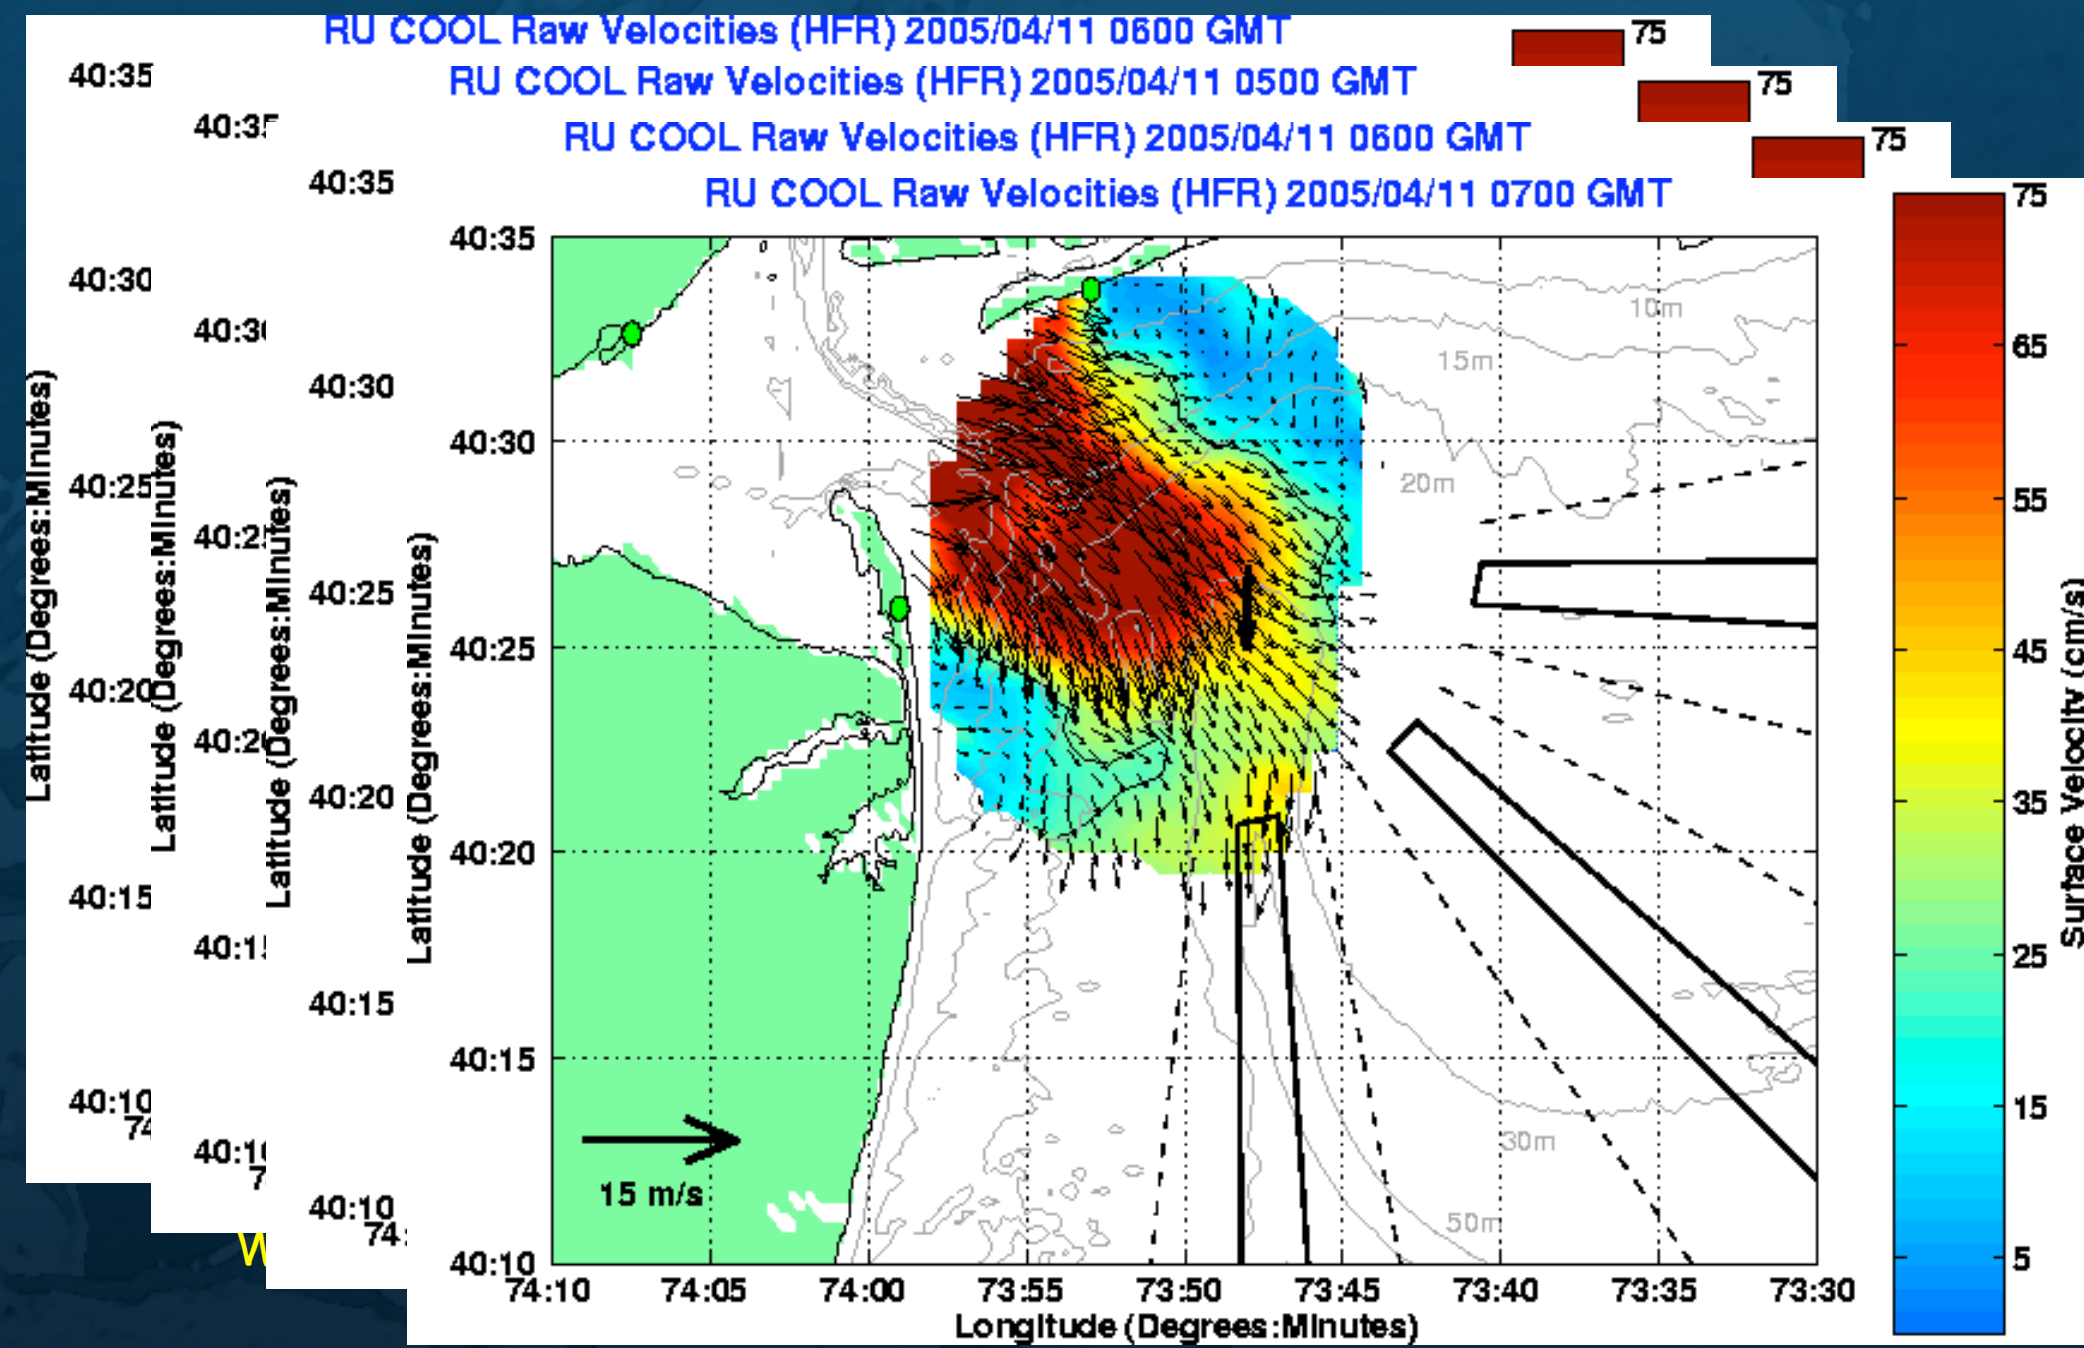 RU COOL Raw Velocities (HFR) 2005/04/11 0600 GMT
75
RU COOL Raw Velocities (HFR) 2005/04/11 0500 GMT
75
RU COOL Raw Velocities (HFR) 2005/04/11 0600 GMT
75
RU COOL Raw Velocities (HFR) 2005/04/11 0700 GMT
40:35
40:30
40:25
40:20
40:15
40:10
Latitude (Degrees:Minutes)
Latitude (Degrees:Minutes)
40:35
40:30
40:25
40:20
40:15
40:10
74:
Latitude (Degrees:Minutes)
40:35
40:30
40:25
40:20
40:15
40:10
Latitude (Degrees:Minutes)
10m
15m
20m
30m
50m
15 m/s
74:10
74:05
74:00
73:55
73:50
73:45
73:40
73:35
73:30
Longitude (Degrees:Minutes)
75
65
55
45
35
25
15
5
Surface Velocity (cm/s)
W